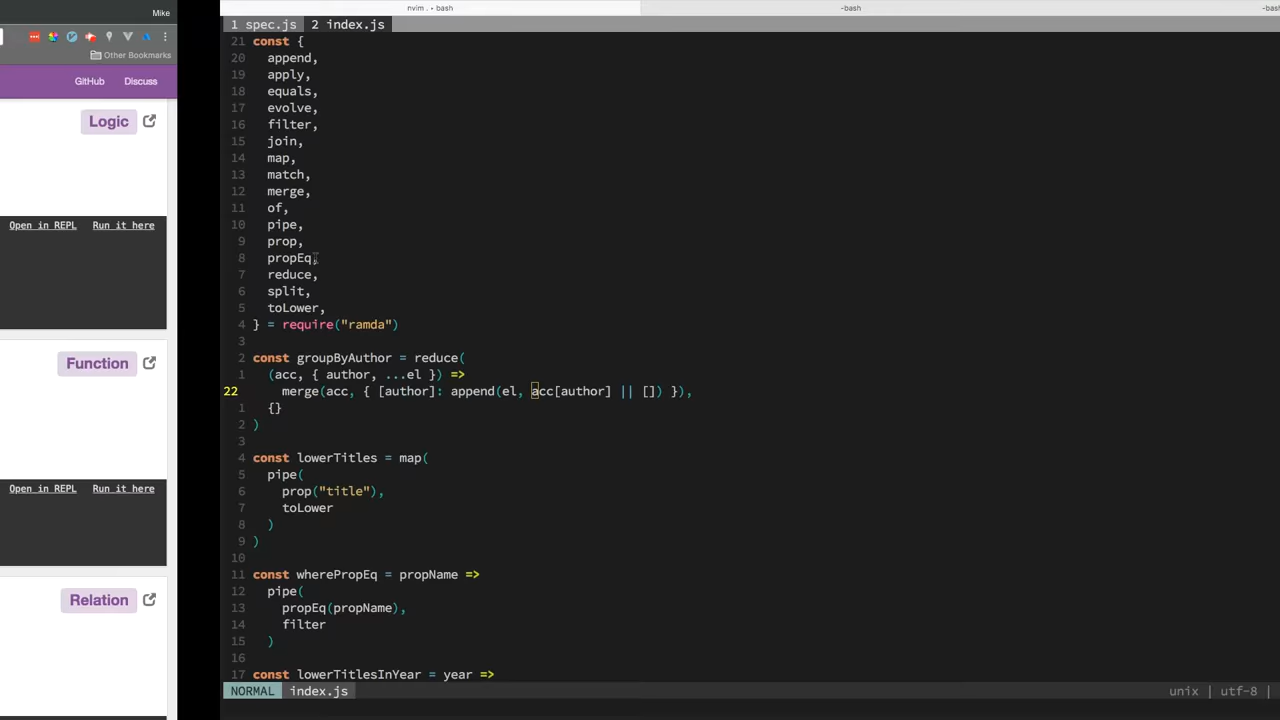 Mike
nvim . • bash
-bash
-bas
1 spec.js 2 index.js
Other Bookmarks
GitHub Discuss
Logic
Open in REPL Run it here
Function
Open in REPL Run it here
Relation
21 const {
20 append,
19 apply,
18 equals,
17 evolve,
16 filter,
15 join,
14 map,
13 match,
12 merge,
11 of,
10 pipe,
9 prop,
8 propEq,
7 reduce,
6 split,
5 toLower,
4 } = require("ramda")
3
2 const groupByAuthor = reduce(
1 (acc, { author, ...el }) =>
22 merge(acc, { [author]: append(el, acc[author] || []) }),
1 {}
2 )
3
4 const lowerTitles = map(
5 pipe(
6 prop("title"),
7 toLower
8 )
9 )
10
11 const wherePropEq = propName =>
12 pipe(
13 propEq(propName),
14 filter
15 )
16
17 const lowerTitlesInYear = year =>
NORMAL index.js
unix | utf-8 |